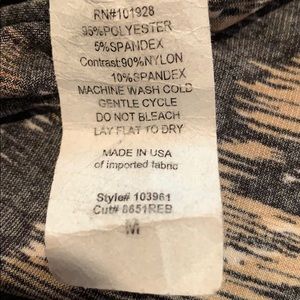 RN#101928
95%POLYESTER
5%SPANDEX
Contrast:90%NYLON
10%SPANDEX
MACHINE WASH COLD
GENTLE CYCLE
DO NOT BLEACH
LAY FLAT TO DRY
MADE IN USA
of imported fabric
Style# 103961
Cut# 8651REB
M